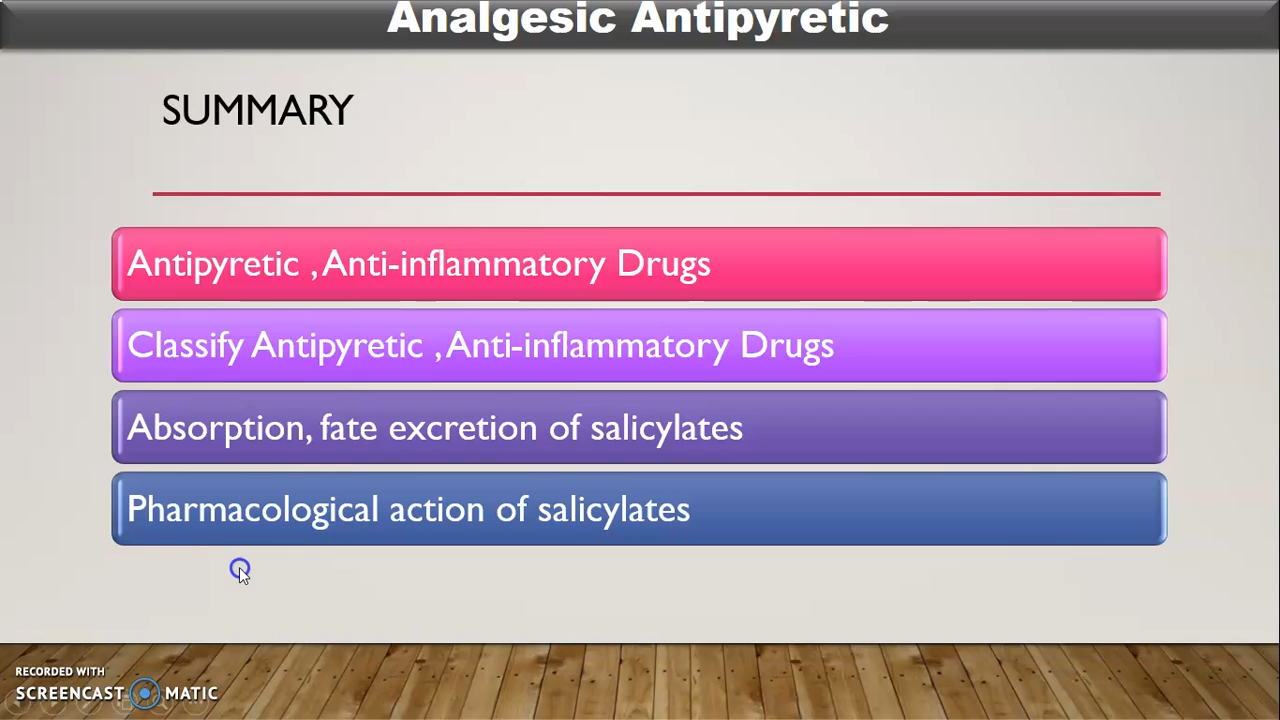 Analgesic Antipyretic
SUMMARY
Antipyretic , Anti-inflammatory Drugs
Classify Antipyretic , Anti-inflammatory Drugs
Absorption, fate excretion of salicylates
Pharmacological action of salicylates
RECORDED WITH
SCREENCAST MATIC